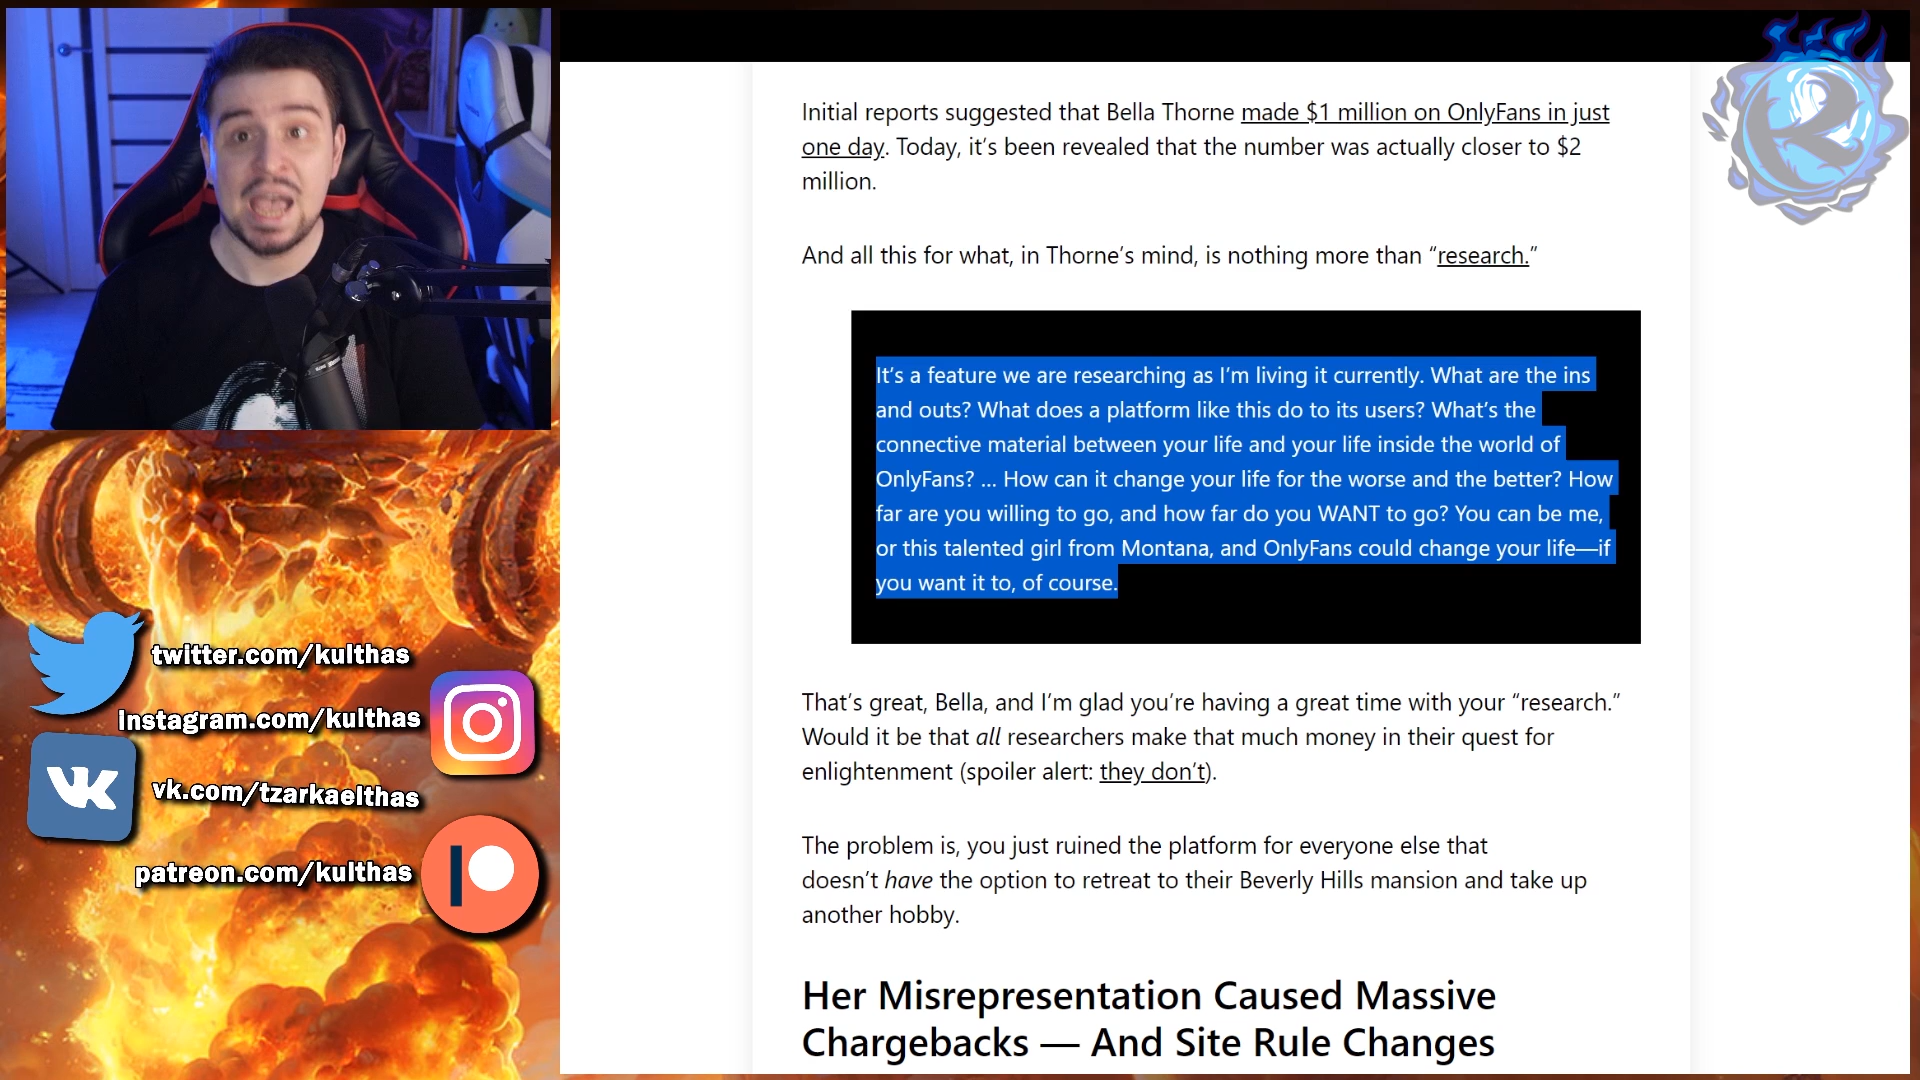 Initial reports suggested that Bella Thorne made $1 million on OnlyFans in just
one day. Today, it’s been revealed that the number was actually closer to $2
million.
And all this for what, in Thorne’s mind, is nothing more than “research.”
It’s a feature we are researching as I’m living it currently. What are the ins
and outs? What does a platform like this do to its users? What’s the
connective material between your life and your life inside the world of
OnlyFans? ... How can it change your life for the worse and the better? How
far are you willing to go, and how far do you WANT to go? You can be me,
or this talented girl from Montana, and OnlyFans could change your life—if
you want it to, of course.
That’s great, Bella, and I’m glad you’re having a great time with your “research.”
Would it be that all researchers make that much money in their quest for
enlightenment (spoiler alert: they don’t).
The problem is, you just ruined the platform for everyone else that
doesn’t have the option to retreat to their Beverly Hills mansion and take up
another hobby.
Her Misrepresentation Caused Massive
Chargebacks — And Site Rule Changes
twitter.com/kulthas
Instagram.com/kulthas
vk.com/tzarkaelthas
patreon.com/kulthas